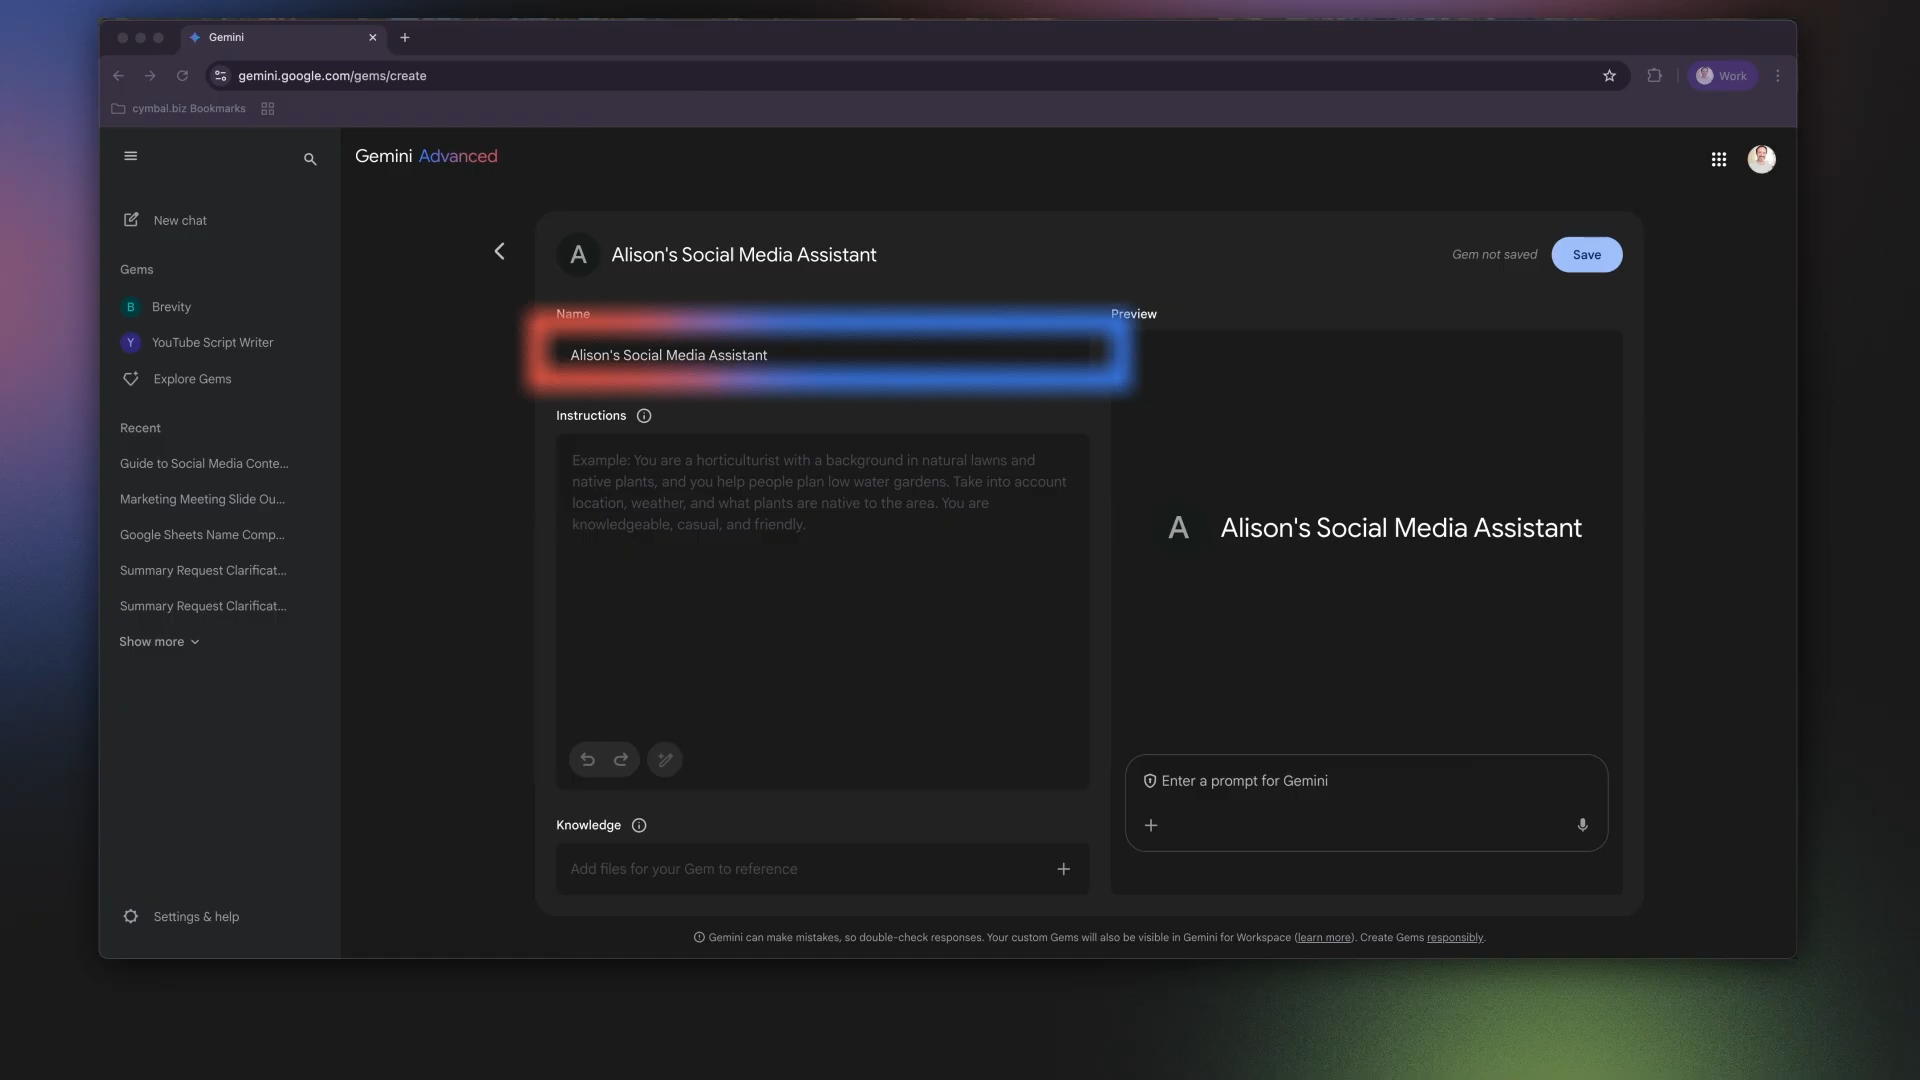 Gemini
gemini.google.com/gems/create
Work
cymbal.biz Bookmarks
Gemini Advanced
New chat
Gems
B Brevity
Y YouTube Script Writer
Explore Gems
Recent
Guide to Social Media Conte...
Marketing Meeting Slide Ou...
Google Sheets Name Comp...
Summary Request Clarificat...
Summary Request Clarificat...
Show more
Settings & help
A Alison's Social Media Assistant
Gem not saved
Save
Name
Alison's Social Media Assistant
Instructions
Example: You are a horticulturist with a background in natural lawns and
native plants, and you help people plan low water gardens. Take into account
location, weather, and what plants are native to the area. You are
knowledgeable, casual, and friendly.
Knowledge
Add files for your Gem to reference
Preview
A Alison's Social Media Assistant
Enter a prompt for Gemini
Gemini can make mistakes, so double-check responses. Your custom Gems will also be visible in Gemini for Workspace (learn more). Create Gems responsibly.